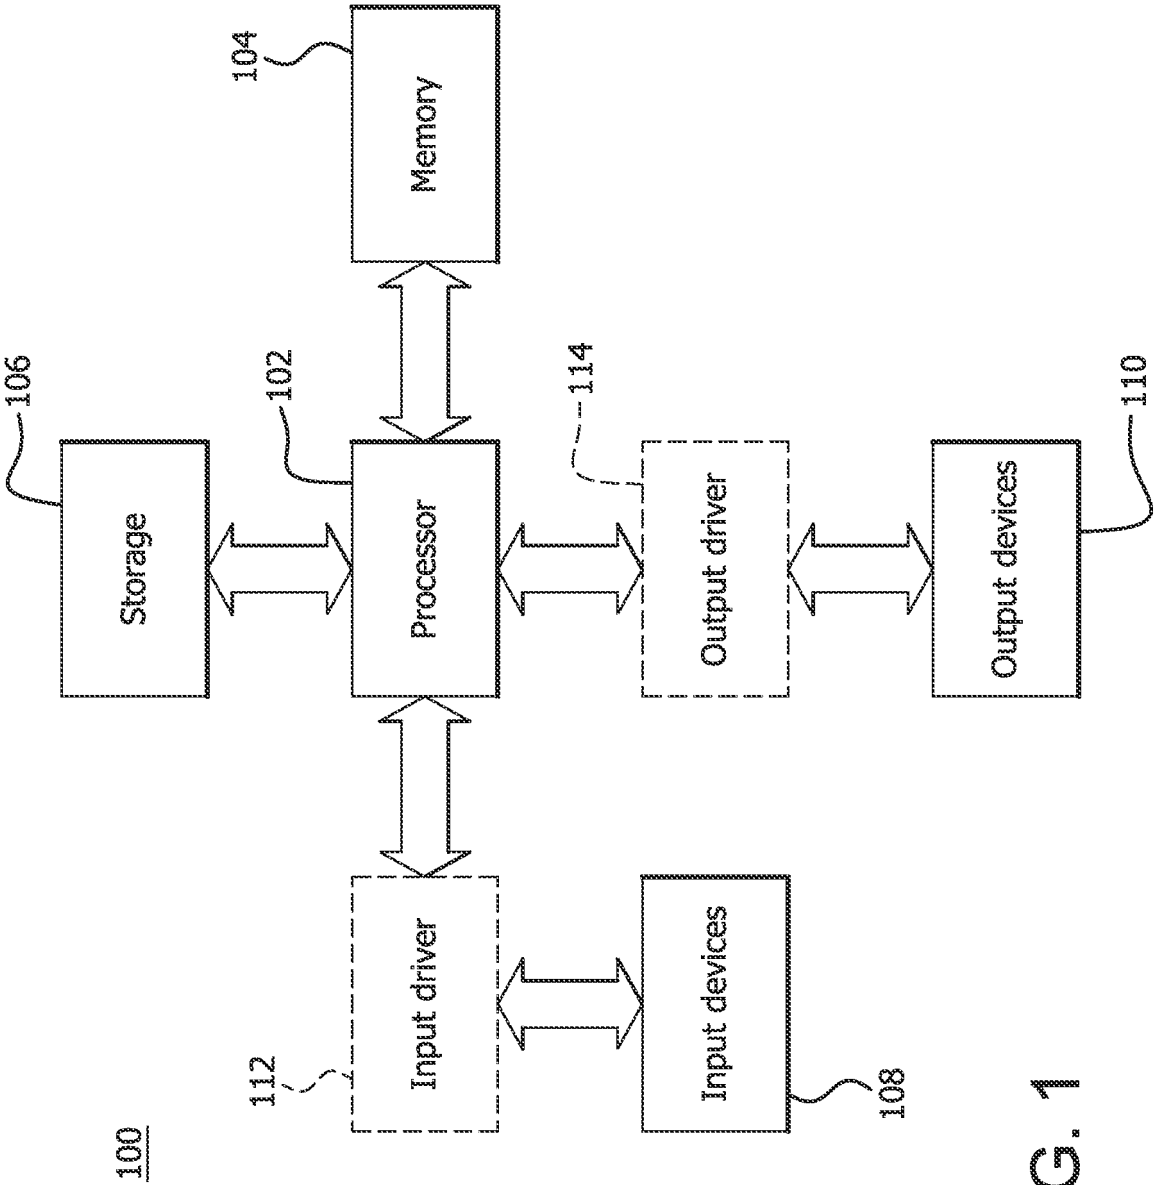 106
100
Storage
104
112
102
Input driver
Processor
Memory
114
Input devices
Output driver
108
Output devices
G. 1
110